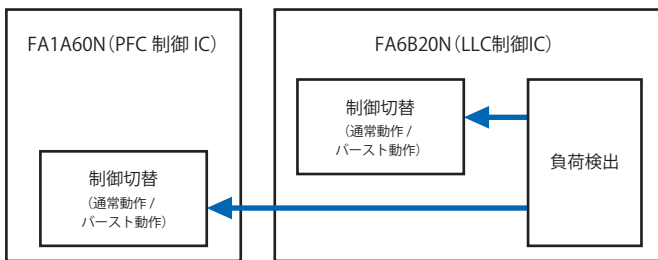 FA1A60N（PFC 制御 IC）
FA6B20N（LLC制御IC）
制御切替
（通常動作 /
バースト動作）
負荷検出
制御切替
（通常動作 /
バースト動作）